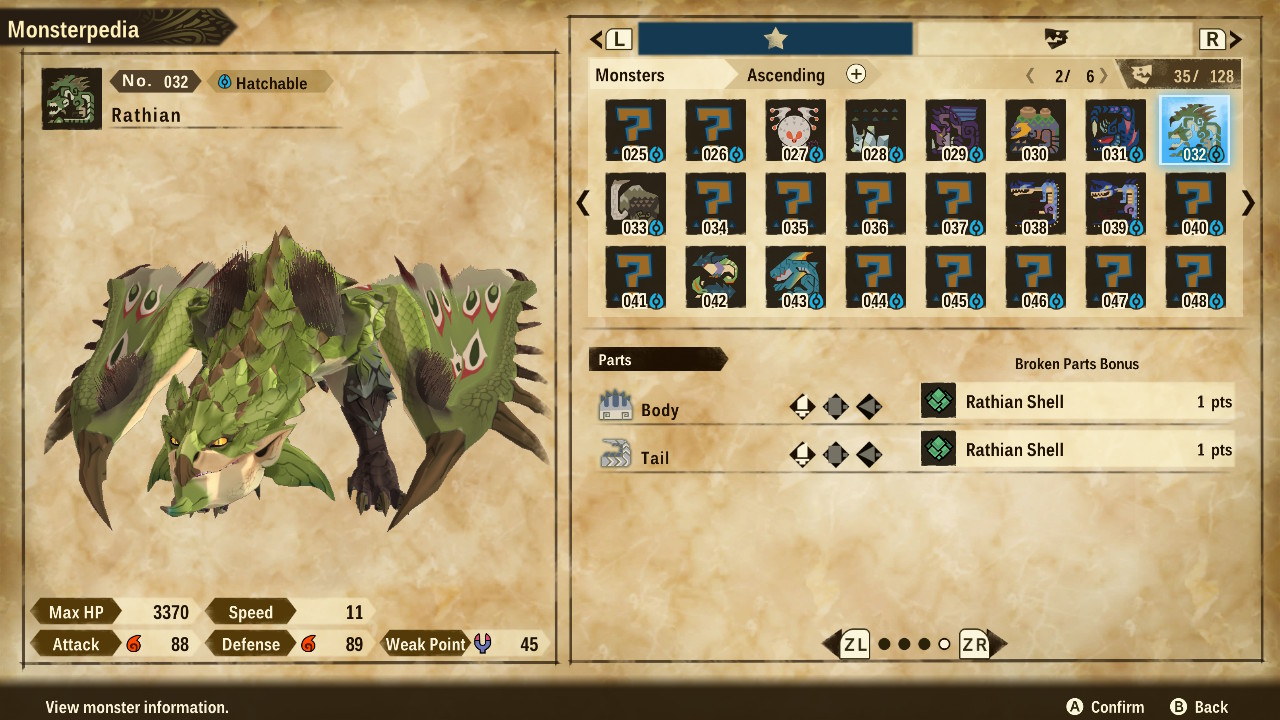 Monsterpedia
No. 032
Hatchable
Rathian
L
R
Monsters
Ascending
2/ 6
35/ 128
025 026 027 028 029 030 031 032
033 034 035 036 037 038 039 040
041 042 043 044 045 046 047 048
Parts
Broken Parts Bonus
Body
Rathian Shell
1 pts
Tail
Rathian Shell
1 pts
Max HP 3370
Speed 11
Attack 88
Defense 89
Weak Point 45
ZL
ZR
View monster information.
A Confirm
B Back